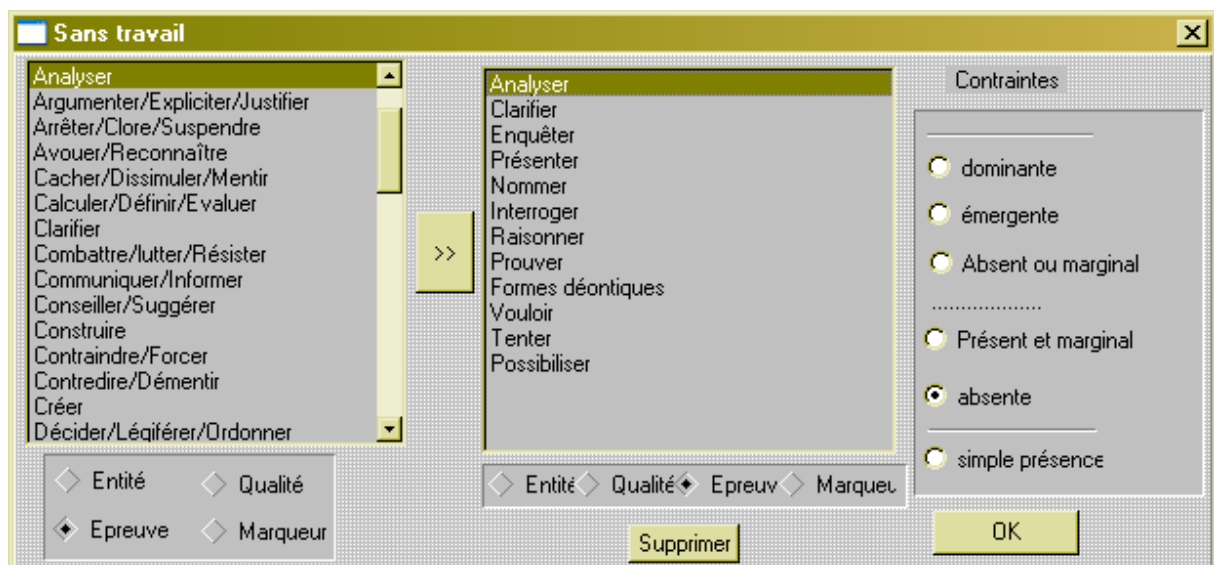 Sans travail
Analyser
Argumenter/Expliciter/Justifier
Arrêter/Clore/Suspendre
Avouer/Reconnaître
Cacher/Dissimuler/Mentir
Calculer/Définir/Evaluer
Clarifier
Combattre/lutter/Résister
Communiquer/Informer
Conseiller/Suggérer
Construire
Contraindre/Forcer
Contredire/Démentir
Créer
Décider/Légiférer/Ordonner
Entité
Qualité
Epreuve
Marqueur
>>
Analyser
Clarifier
Enquêter
Présenter
Nommer
Interroger
Raisonner
Prouver
Formes déontiques
Vouloir
Tenter
Possibiliser
Entité Qualité Epreuv Marqueu
Supprimer
Contraintes
dominante
émergente
Absent ou marginal
...................
Présent et marginal
absente
simple présence
OK